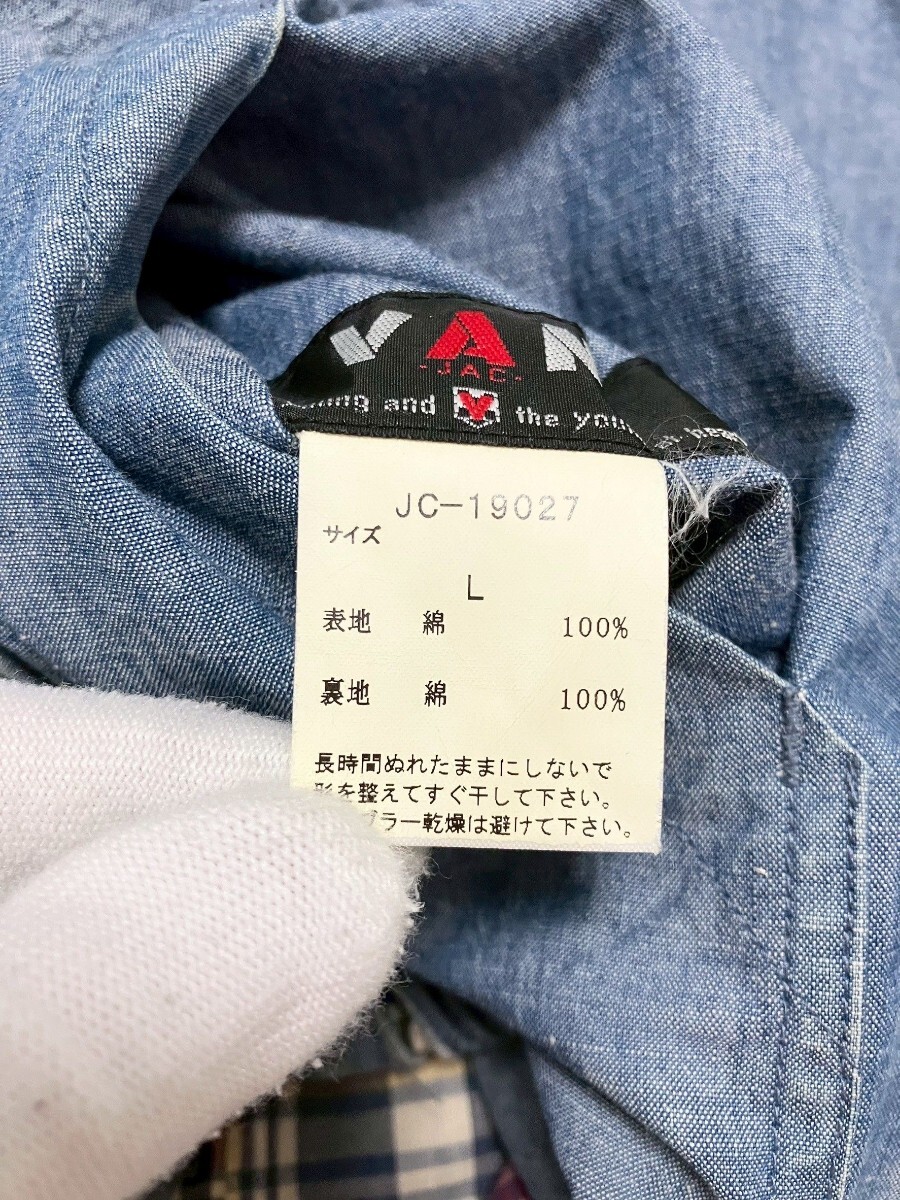 VAN
-JAC-
and the
JC-19027
サイズ
L
表地 綿 100%
裏地 綿 100%
長時間ぬれたままにしないで
形を整えてすぐ干して下さい。
ブラー乾燥は避けて下さい。